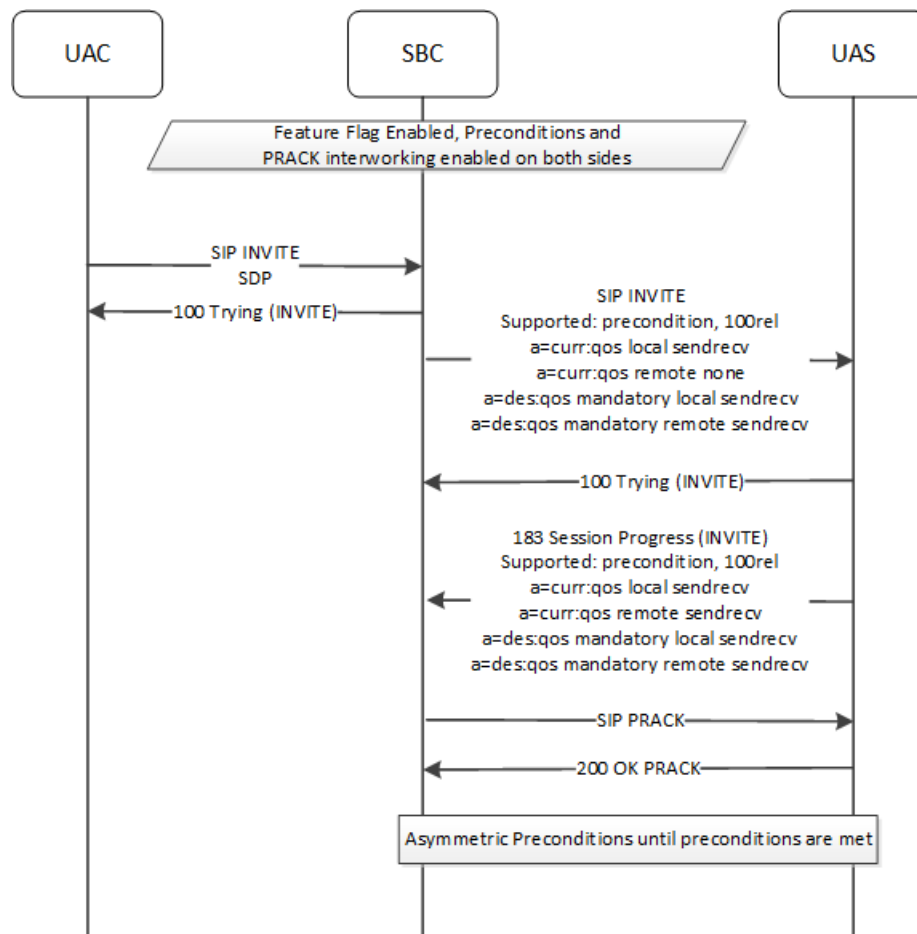 UAC
SBC
UAS
Feature Flag Enabled, Preconditions and
PRACK interworking enabled on both sides
SIP INVITE
SDP
100 Trying (INVITE)
SIP INVITE
Supported: precondition, 100rel
a=curr:qos local sendrecv
a=curr:qos remote none
a=des:qos mandatory local sendrecv
a=des:qos mandatory remote sendrecv
100 Trying (INVITE)
183 Session Progress (INVITE)
Supported: precondition, 100rel
a=curr:qos local sendrecv
a=curr:qos remote sendrecv
a=des:qos mandatory local sendrecv
a=des:qos mandatory remote sendrecv
SIP PRACK
200 OK PRACK
Asymmetric Preconditions until preconditions are met